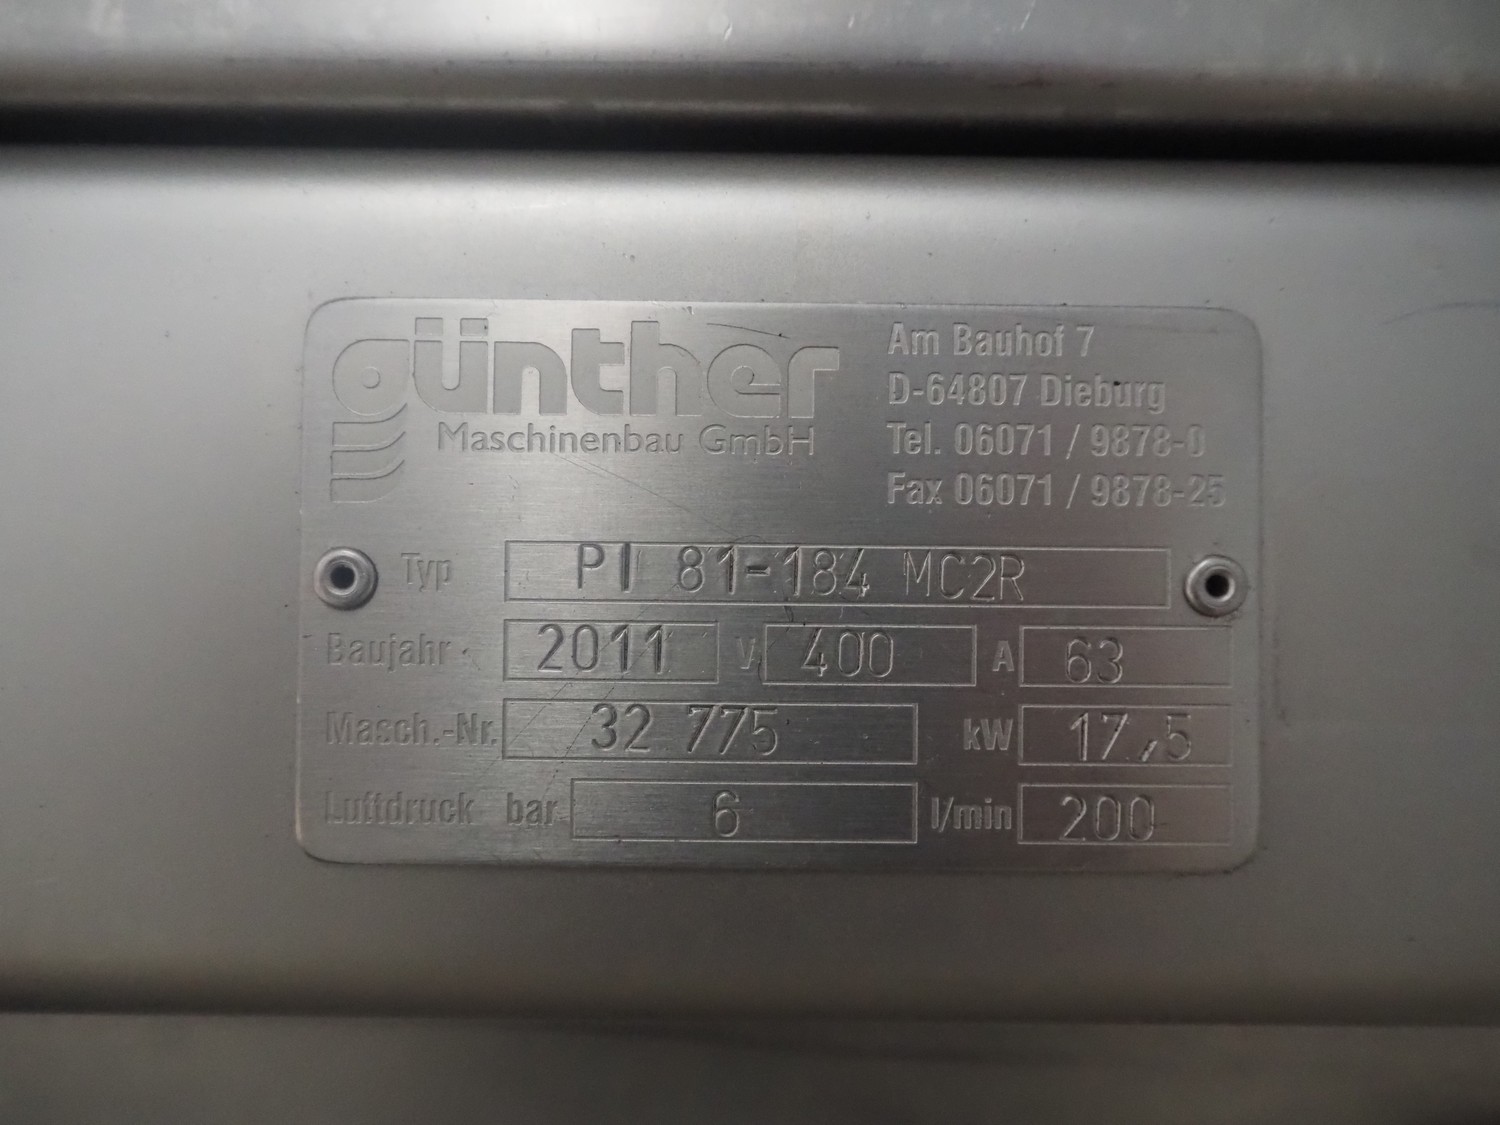 günther
Maschinenbau GmbH
Am Bauhof 7
D-64807 Dieburg
Tel. 06071 / 9878-0
Fax 06071 / 9878-25
Typ PI 81-184 MC2R
Baujahr 2011 V 400 A 63
Masch.-Nr. 32 775 kW 17,5
Luftdruck bar 6 l/min 200